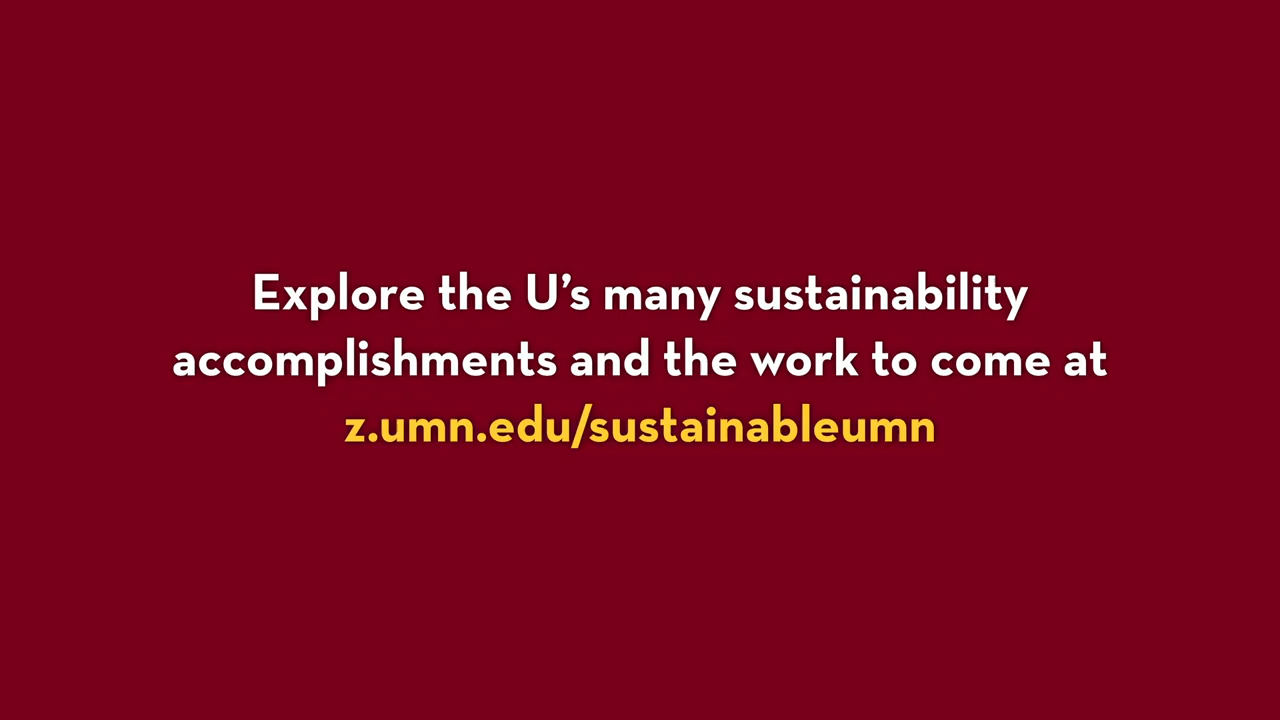 Explore the U’s many sustainability
accomplishments and the work to come at
z.umn.edu/sustainableumn